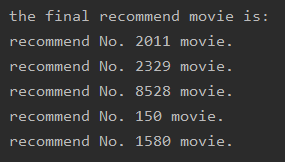 the final recommend movie is:
recommend No. 2011 movie.
recommend No. 2329 movie.
recommend No. 8528 movie.
recommend No. 150 movie.
recommend No. 1580 movie.